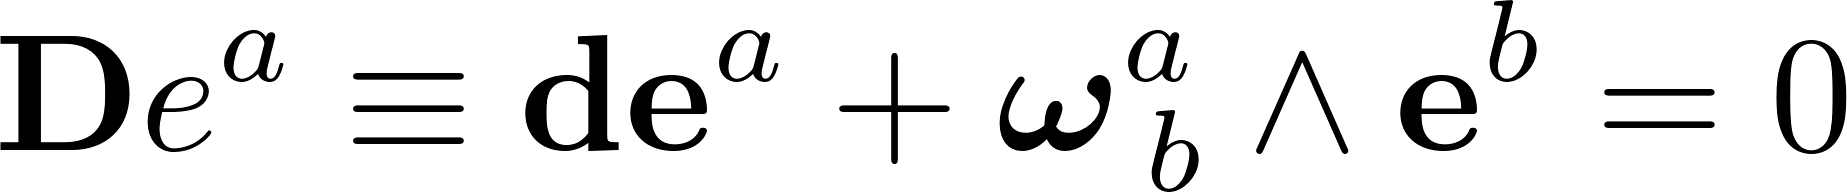 𝐃e^a ≡ 𝐝𝐞^a + 𝛚^a_b ∧ 𝐞^b = 0